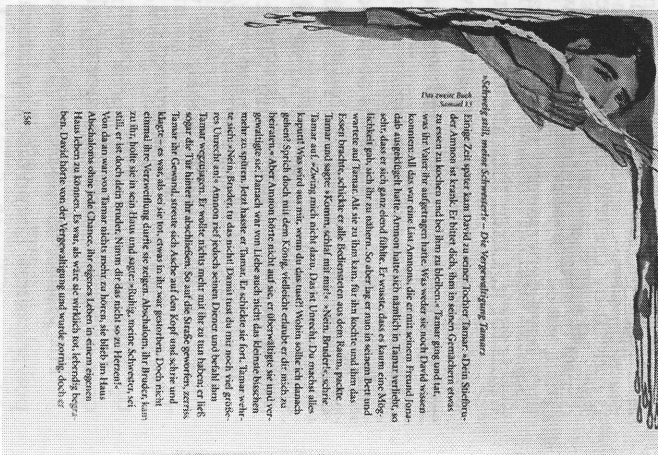 »Schweig still, meine Schwester!« – Die Vergewaltigung Tamars
Das zweite Buch
Samuel 13
Einige Zeit später kam David zu seiner Tochter Tamar. »Dein Stiefbru-
der Amnon ist krank. Er bittet dich, ihm in seinen Gemächern etwas
zu essen zu kochen und bei ihm zu bleiben.« Tamar ging und tat,
was ihr Vater ihr aufgetragen hatte. Was weder sie noch David wissen
konnten: All das war eine List Amnons, die er mit seinem Freund Jona-
dab ausgeklügelt hatte. Amnon hatte sich nämlich in Tamar verliebt, so
sehr, dass er sich ganz elend fühlte. Er wusste, dass es kaum eine Mög-
lichkeit gab, sich ihr zu nähern. So aber lag er nun in seinem Bett und
wartete auf Tamar. Als sie zu ihm kam, für ihn kochte und ihm das
Essen brachte, schickte er alle Bediensteten aus dem Raum, packte
Tamar und sagte: »Komm, schlaf mit mir!« »Nein, Bruder!«, schrie
Tamar auf. »Zwing mich nicht dazu. Das ist Unrecht. Du machst alles
kaputt! Was wird aus mir, wenn du das tust?! Wohin sollte ich danach
gehen? Sprich doch mit dem König, vielleicht erlaubt er dir mich zu
heiraten.« Aber Amnon hörte nicht auf sie, er überwältigte sie und ver-
gewaltigte sie. Danach war von Liebe auch nicht das kleinste bisschen
mehr zu spüren. Jetzt hasste er Tamar. Er schickte sie fort. Tamar wehr-
te sich: »Nein, Bruder, tu das nicht! Damit tust du mir noch viel größe-
res Unrecht an!« Amnon rief jedoch seinen Diener und befahl ihm
Tamar wegzujagen. Er wollte nichts mehr mit ihr zu tun haben; er ließ
sogar die Tür hinter ihr abschließen. So auf die Straße geworfen, zerriss
Tamar ihr Gewand, streute sich Asche auf den Kopf und schrie und
klagte – es war, als sei sie tot, etwas in ihr war gestorben. Doch nicht
einmal ihre Verzweiflung durfte sie zeigen. Abschalom, ihr Bruder, kam
zu ihr, holte sie in sein Haus und sagte: »Ruhig, meine Schwester, sei
still, er ist doch dein Bruder. Nimm dir das nicht so zu Herzen!«
Von da an war von Tamar nichts mehr zu hören, sie blieb im Haus
Abschaloms ohne jede Chance, ihr eigenes Leben in einem eigenen
Haus leben zu können. Es war, als wäre sie wirklich tot, lebendig begra-
ben. David hörte von der Vergewaltigung und wurde zornig, doch er
158